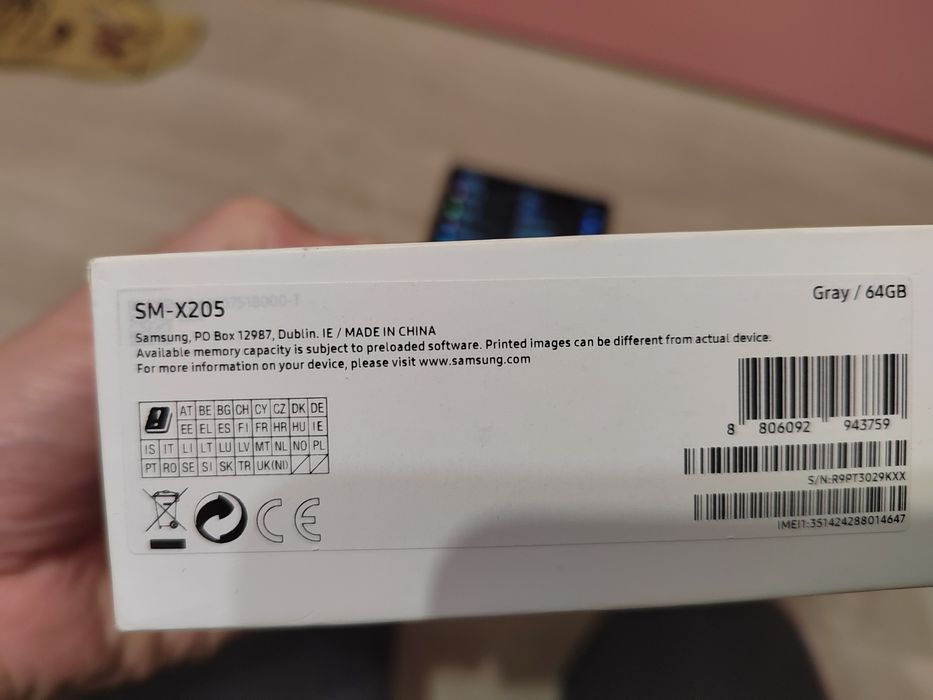 SM-X205
Gray / 64GB
Samsung, PO Box 12987, Dublin. IE / MADE IN CHINA
Available memory capacity is subject to preloaded software. Printed images can be different from actual device.
For more information on your device, please visit www.samsung.com
AT BE BG CH CY CZ DK DE
EE EL ES FI FR HR HU IE
IS IT LI LT LU LV MT NL NO PL
PT RO SE SI SK TR UK(NI)
CE
8 806092 943759
S/N:R9PT3029KXX
IMEI1:351424288014647